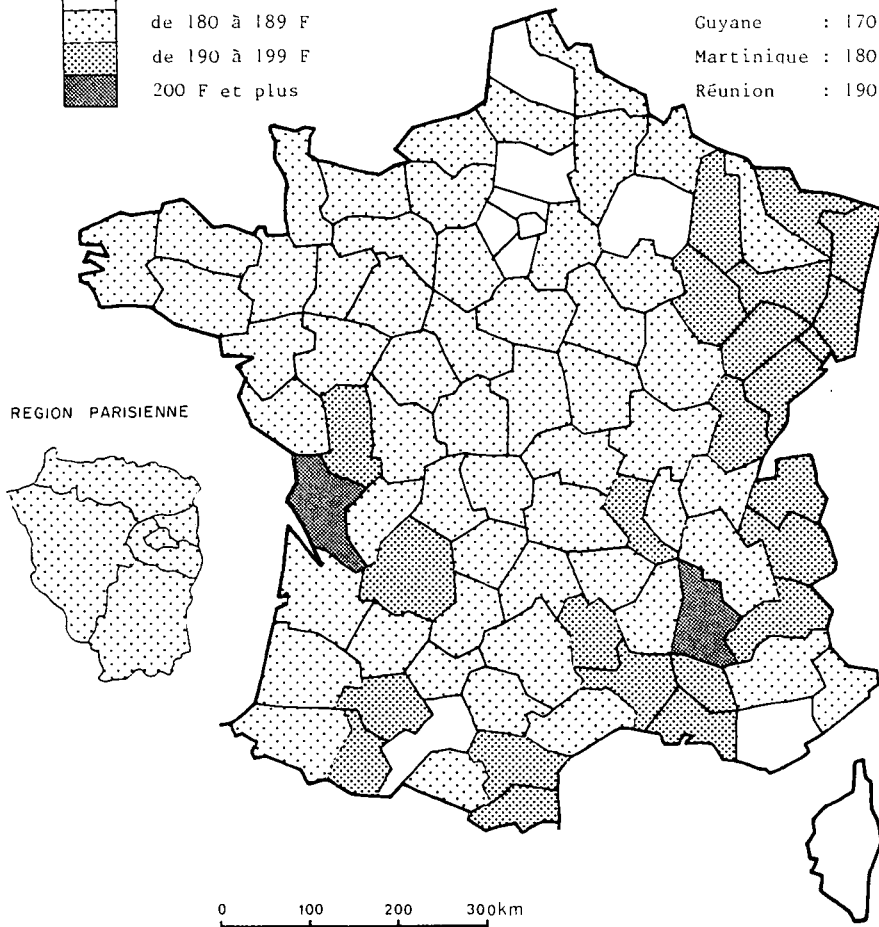 de 180 à 189 F
de 190 à 199 F
200 F et plus
Guyane : 170
Martinique : 180
Réunion : 190
REGION PARISIENNE
0 100 200 300km